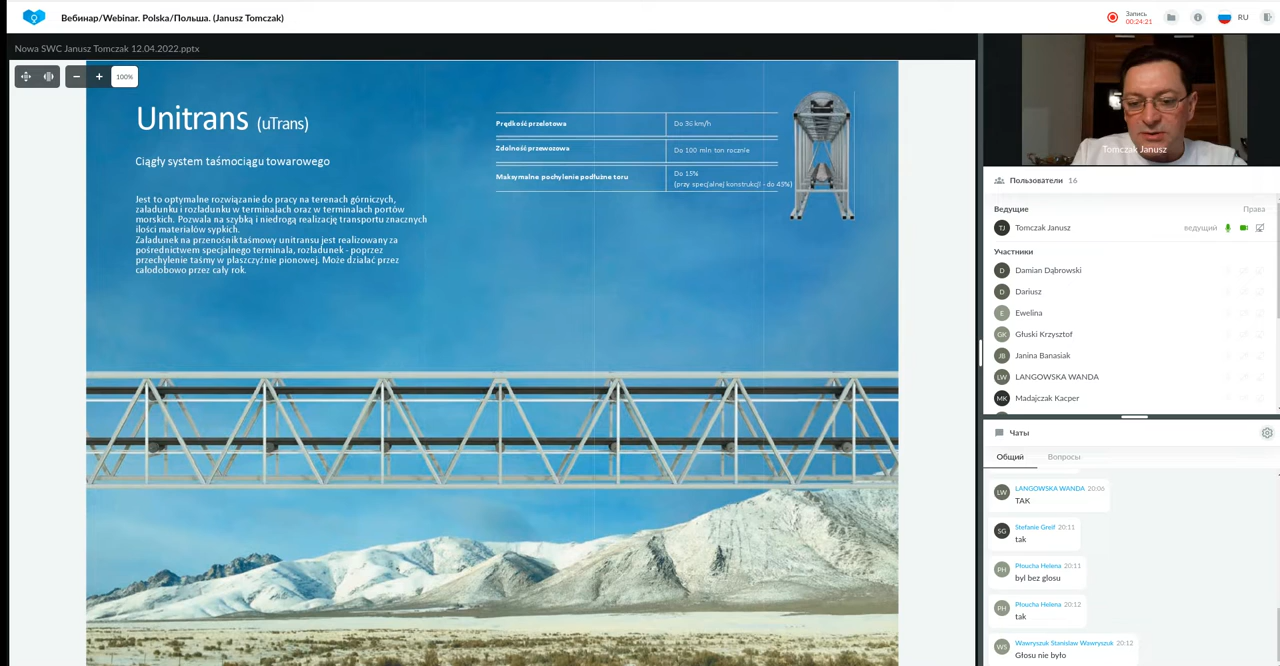 Вебинар/Webinar. Polska/Польша. (Janusz Tomczak)
Запись
00:24:21
RU
Nowa SWC Janusz Tomczak 12.04.2022.pptx
100%
Unitrans (uTrans)
Ciągły system taśmociągu towarowego
Jest to optymalne rozwiązanie do pracy na terenach górniczych,
załadunku i rozładunku w terminalach oraz w terminalach portów
morskich. Pozwala na szybką i niedrogą realizację transportu znacznych
ilości materiałów sypkich.
Załadunek na przenośnik taśmowy unitransu jest realizowany za
pośrednictwem specjalnego terminala, rozładunek - poprzez
przechylenie taśmy w płaszczyźnie pionowej. Może działać przez
całodobowo przez cały rok.
Prędkość przelotowa
Do 36 km/h
Zdolność przewozowa
Do 100 mln ton rocznie
Maksymalne pochylenie podłużne toru
Do 15%
(przy specjalnej konstrukcji - do 45%)
Tomczak Janusz
Пользователи 16
Ведущие Права
TJ Tomczak Janusz ведущий
Участники
D Damian Dąbrowski
D Dariusz
E Ewelina
GK Głuski Krzysztof
JB Janina Banasiak
LW LANGOWSKA WANDA
MK Madajczak Kacper
Чаты
Общий Вопросы
LW LANGOWSKA WANDA 20:06
TAK
SG Stefanie Greif 20:11
tak
PH Płoucha Helena 20:11
byl bez glosu
PH Płoucha Helena 20:12
tak
WS Wawryszuk Stanislaw Wawryszuk 20:12
Głosu nie było